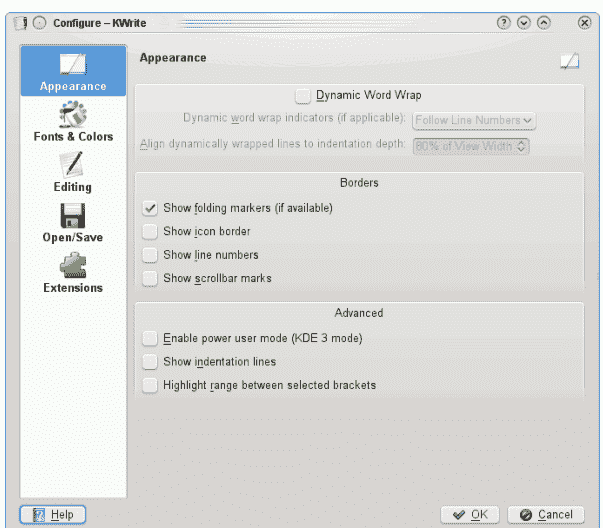 Configure – KWrite
Appearance
Appearance
Fonts & Colors
Editing
Open/Save
Extensions
Dynamic Word Wrap
Dynamic word wrap indicators (if applicable): Follow Line Numbers
Align dynamically wrapped lines to indentation depth: 80% of View Width
Borders
Show folding markers (if available)
Show icon border
Show line numbers
Show scrollbar marks
Advanced
Enable power user mode (KDE 3 mode)
Show indentation lines
Highlight range between selected brackets
Help
OK
Cancel